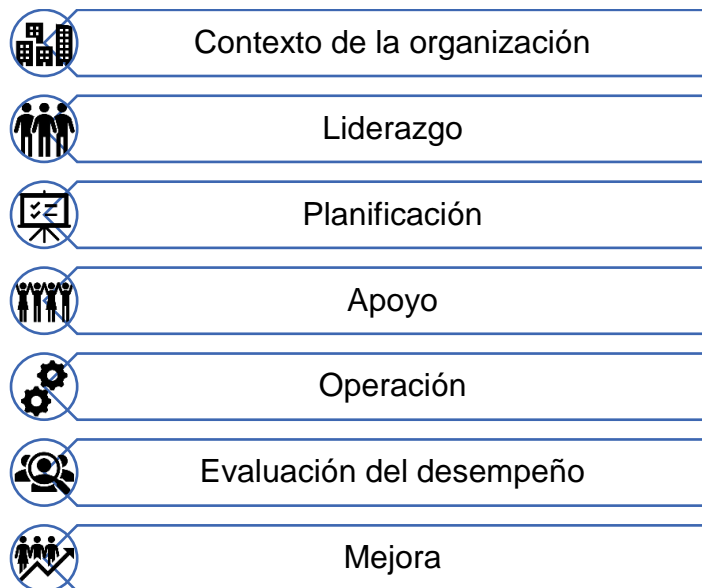 Contexto de la organización
Liderazgo
Planificación
Apoyo
Operación
Evaluación del desempeño
Mejora